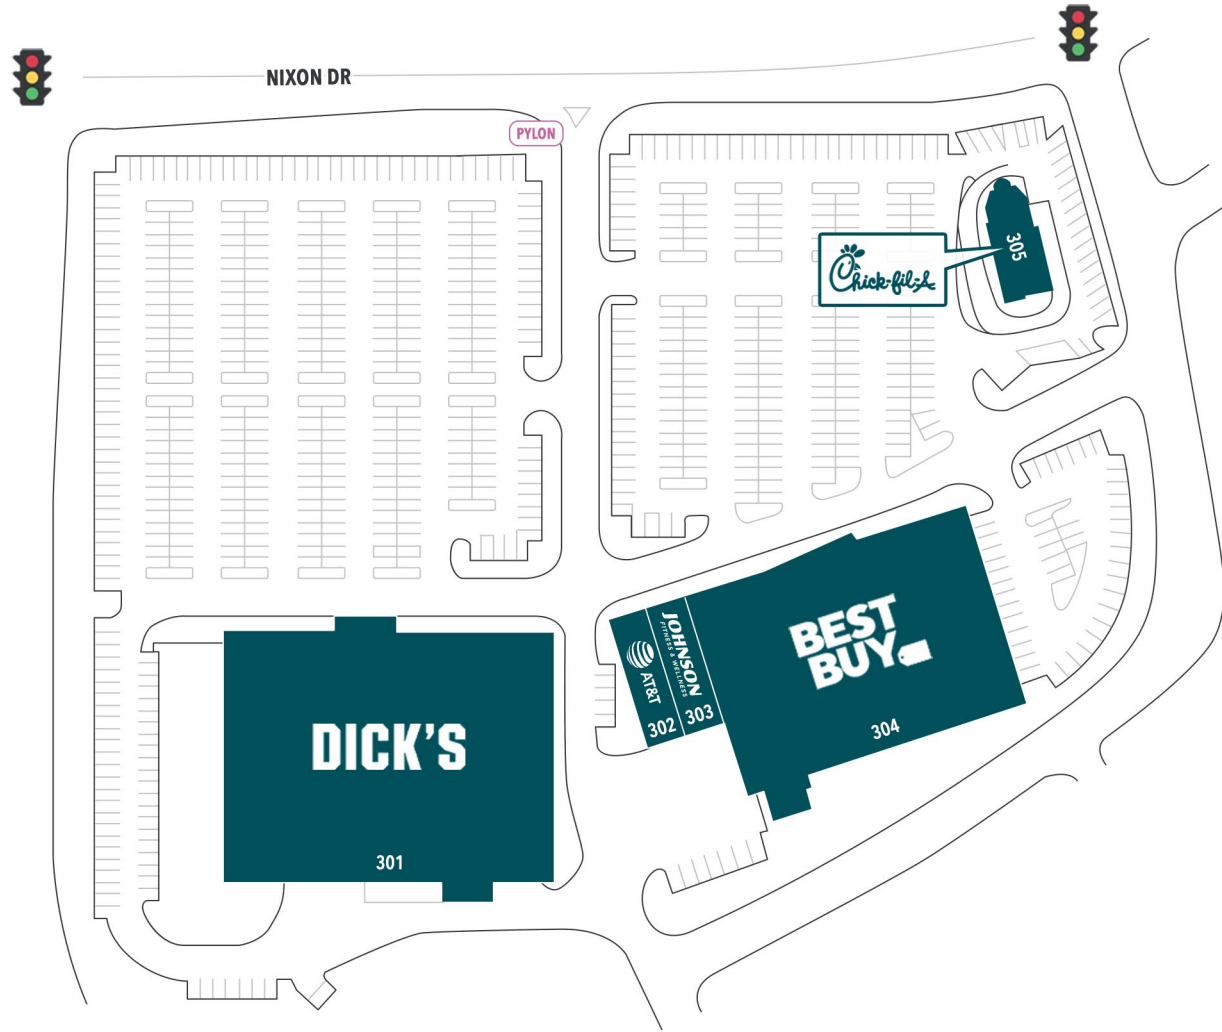 NIXON DR
PYLON
305
Chick-fil-A
BEST
BUY
304
JOHNSON
FITNESS & WELLNESS
303
AT&T
302
DICK'S
301